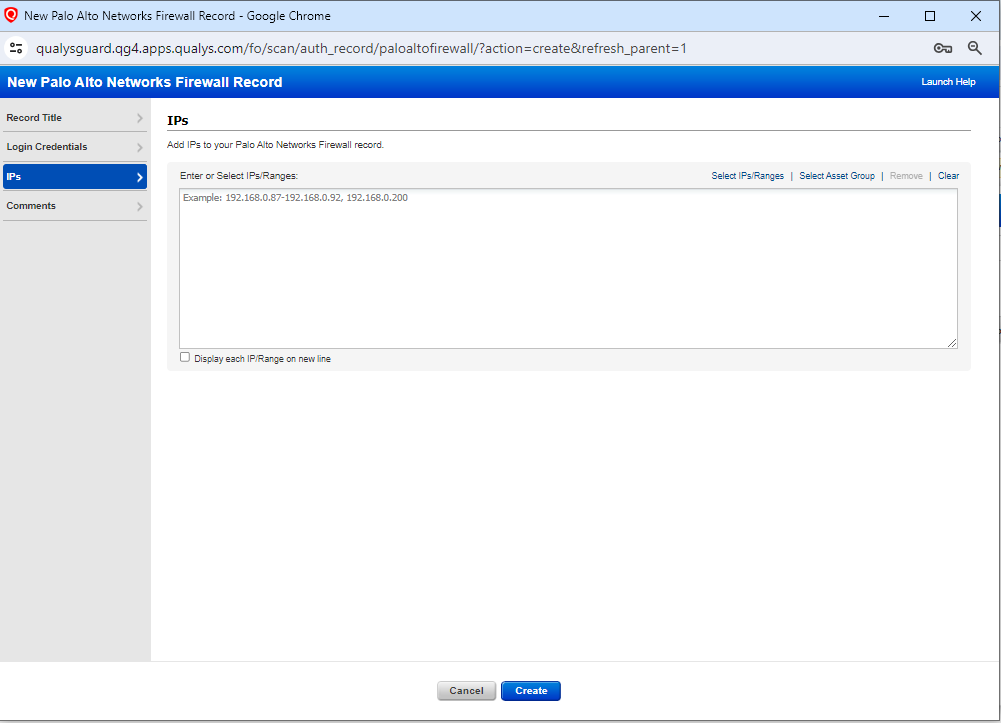 New Palo Alto Networks Firewall Record - Google Chrome
qualysguard.qg4.apps.qualys.com/fo/scan/auth_record/paloaltofirewall/?action=create&refresh_parent=1
New Palo Alto Networks Firewall Record
Launch Help
Record Title
Login Credentials
IPs
Comments
IPs
Add IPs to your Palo Alto Networks Firewall record.
Enter or Select IPs/Ranges:
Select IPs/Ranges | Select Asset Group | Remove | Clear
Example: 192.168.0.87-192.168.0.92, 192.168.0.200
Display each IP/Range on new line
Cancel
Create